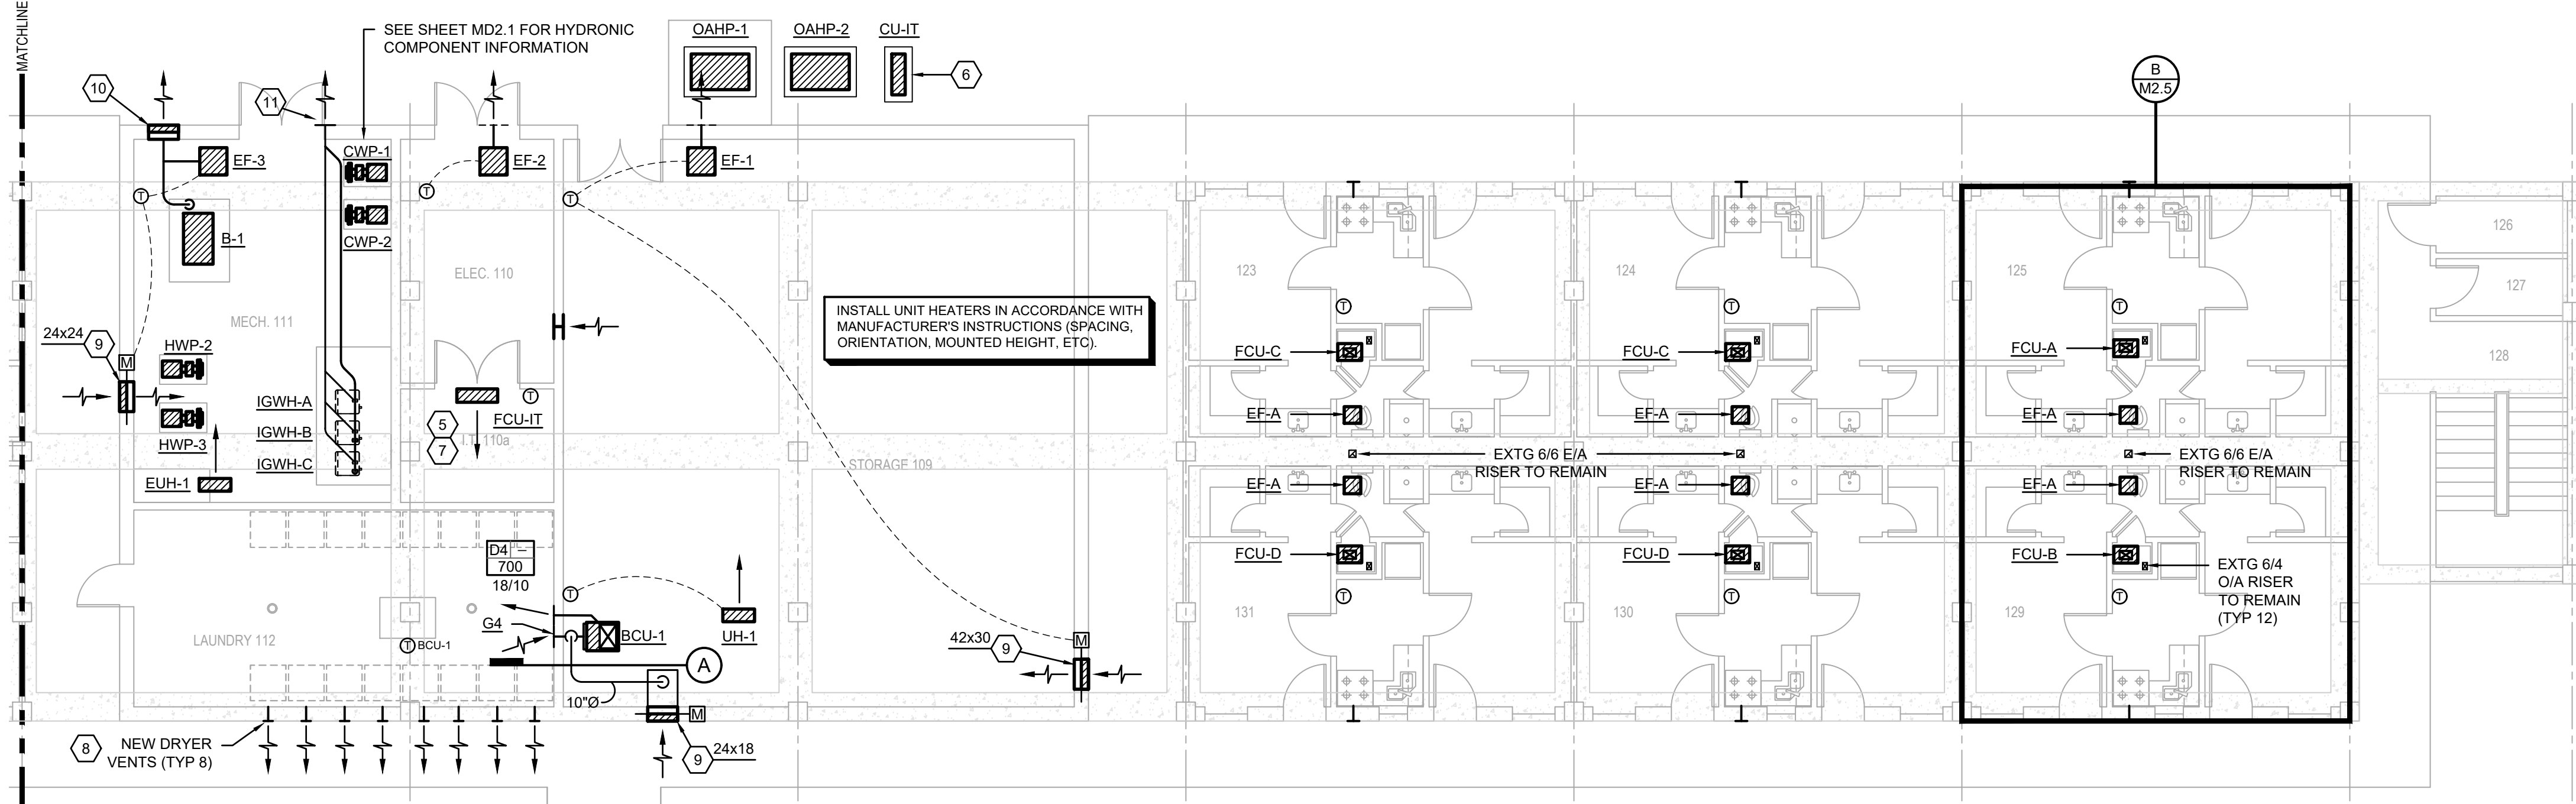 MATCHLINE
SEE SHEET MD2.1 FOR HYDRONIC
COMPONENT INFORMATION
OAHP-1
OAHP-2
CU-IT
6
B
M2.5
10
11
CWP-1
EF-3
EF-2
EF-1
T
T
T
CWP-2
B-1
ELEC. 110
123
124
125
126
127
128
MECH. 111
INSTALL UNIT HEATERS IN ACCORDANCE WITH
MANUFACTURER'S INSTRUCTIONS (SPACING,
ORIENTATION, MOUNTED HEIGHT, ETC).
T
T
T
24x24
9
M
HWP-2
FCU-C
FCU-C
FCU-A
IGWH-A
T
FCU-IT
5
7
I.T. 110a
HWP-3
IGWH-B
IGWH-C
EF-A
EF-A
EF-A
STORAGE 109
EXTG 6/6 E/A
RISER TO REMAIN
EXTG 6/6 E/A
RISER TO REMAIN
EUH-1
EF-A
EF-A
EF-A
D4 –
700
18/10
FCU-D
FCU-D
FCU-B
EXTG 6/4
O/A RISER
TO REMAIN
(TYP 12)
T
T
T
T
131
130
129
G4
BCU-1
UH-1
LAUNDRY 112
T BCU-1
A
42x30
9
M
10"Ø
M
8
NEW DRYER
VENTS (TYP 8)
9
24x18